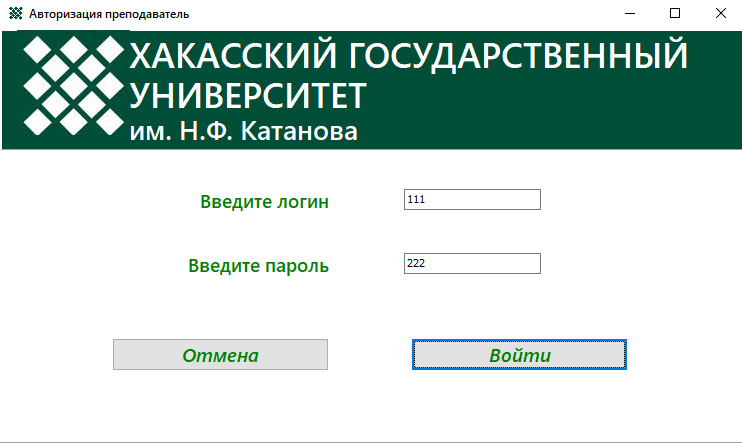 Авторизация преподаватель
ХАКАССКИЙ ГОСУДАРСТВЕННЫЙ
УНИВЕРСИТЕТ
им. Н.Ф. Катанова
Введите логин 111
Введите пароль 222
Отмена Войти